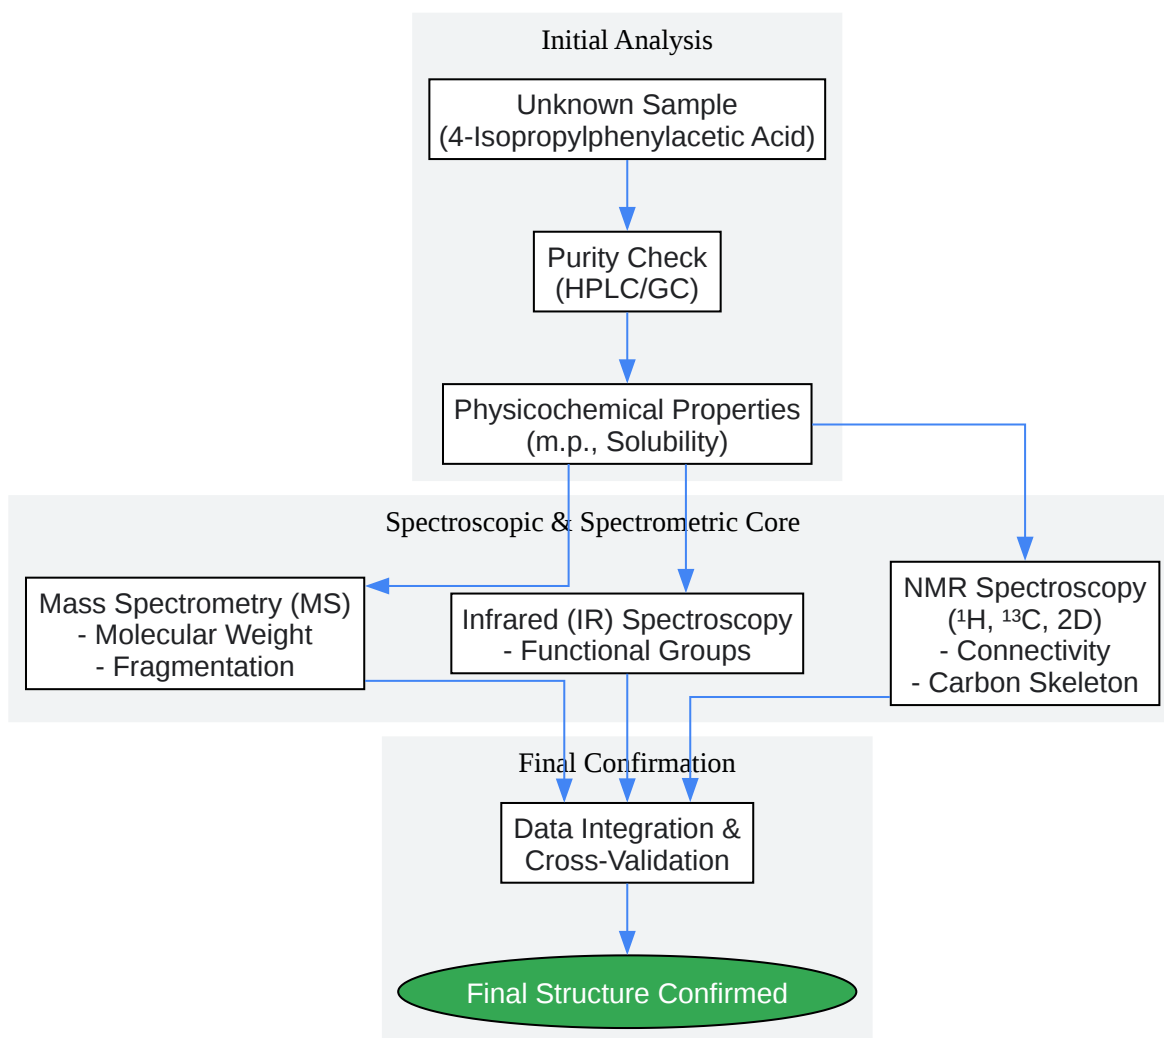 Initial Analysis
Unknown Sample
(4-Isopropylphenylacetic Acid)
Purity Check
(HPLC/GC)
Physicochemical Properties
(m.p., Solubility)
Spectroscopic & Spectrometric Core
Mass Spectrometry (MS)
- Molecular Weight
- Fragmentation
Infrared (IR) Spectroscopy
- Functional Groups
NMR Spectroscopy
(¹H, ¹³C, 2D)
- Connectivity
- Carbon Skeleton
Final Confirmation
Data Integration &
Cross-Validation
Final Structure Confirmed